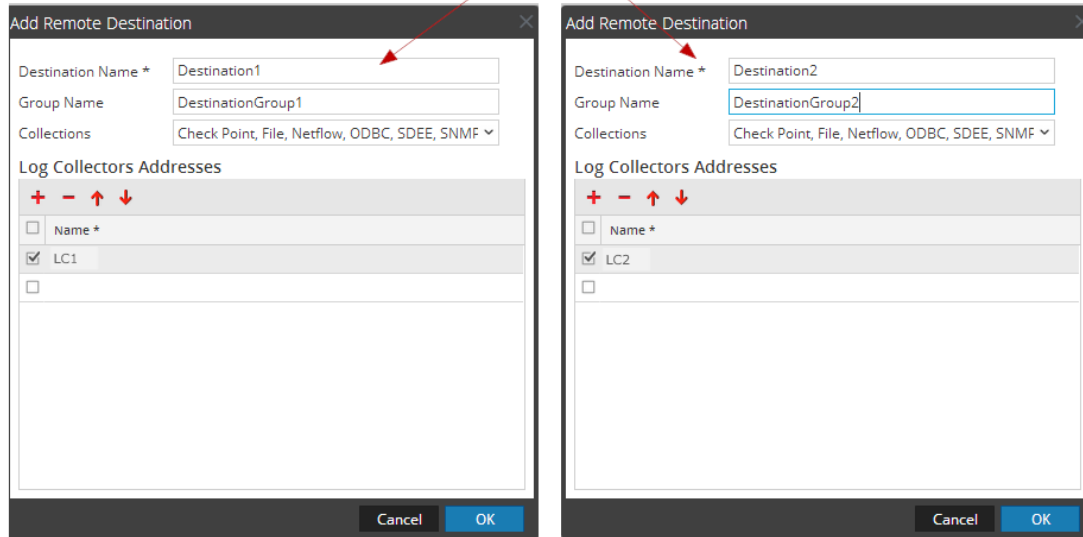 Add Remote Destination
Destination Name * Destination1
Group Name DestinationGroup1
Collections Check Point, File, Netflow, ODBC, SDEE, SNMP
Log Collectors Addresses
Name *
LC1
Cancel OK
Add Remote Destination
Destination Name * Destination2
Group Name DestinationGroup2
Collections Check Point, File, Netflow, ODBC, SDEE, SNMP
Log Collectors Addresses
Name *
LC2
Cancel OK